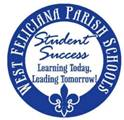 WEST FELICIANA PARISH SCHOOLS
Student
Success
Learning Today,
Leading Tomorrow!